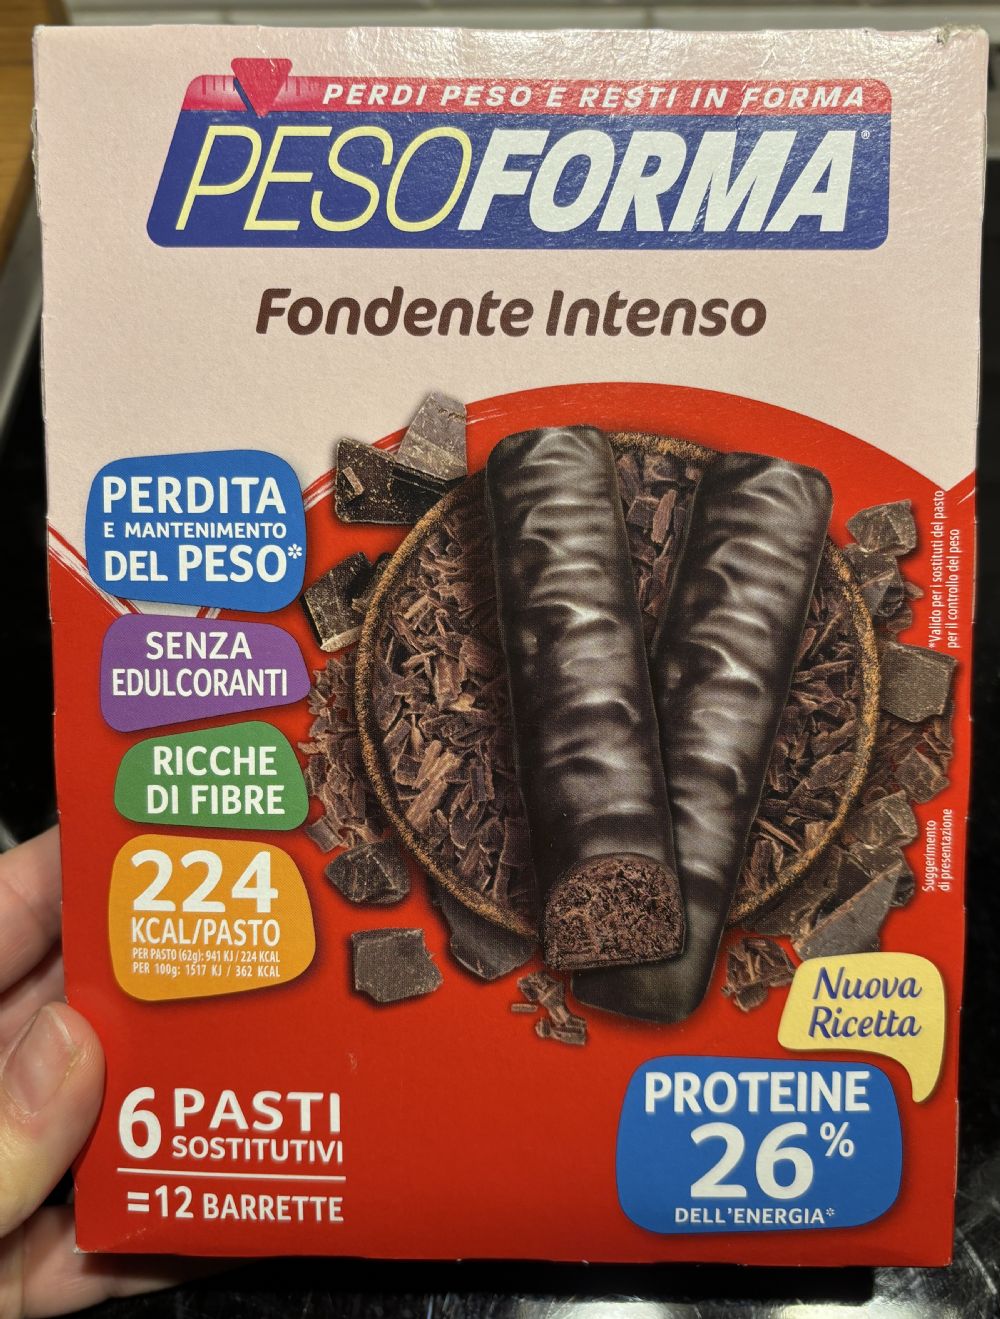 PERDI PESO E RESTI IN FORMA
PESOFORMA®
Fondente Intenso
PERDITA
E MANTENIMENTO
DEL PESO*
SENZA
EDULCORANTI
RICCHE
DI FIBRE
224
KCAL/PASTO
PER PASTO (62g): 941 KJ / 224 KCAL
PER 100g: 1517 KJ / 362 KCAL
*Valido per i sostituti del pasto
per il controllo del peso
Suggerimento
di presentazione
Nuova
Ricetta
6 PASTI
SOSTITUTIVI
=12 BARRETTE
PROTEINE
26%
DELL'ENERGIA*